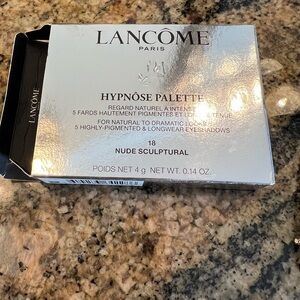 LANCÔME
PARIS
HYPNÔSE PALETTE
REGARD NATUREL À INTENSE
5 FARDS HAUTEMENT PIGMENTÉS ET LONGUE TENUE
FOR NATURAL TO DRAMATIC LOOKS
5 HIGHLY-PIGMENTED & LONGWEAR EYESHADOWS
18
NUDE SCULPTURAL
POIDS NET 4 g NET WT. 0.14 OZ.
LANCÔME